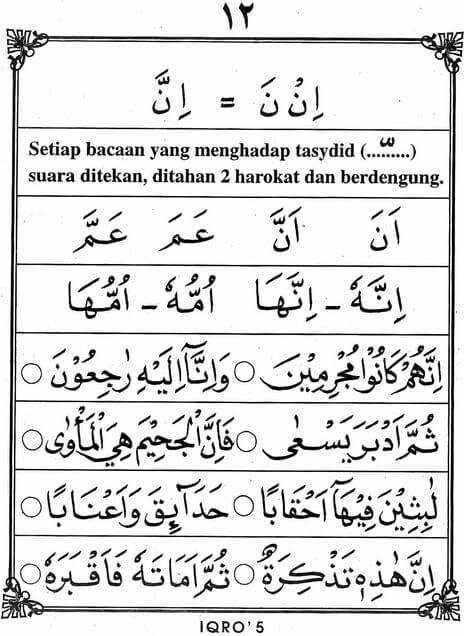 ١٢
اِنْ نَ = اِنَّ
Setiap bacaan yang menghadap tasydid (....ّ.....)
suara ditekan, ditahan 2 harokat dan berdengung.
اَنَ اَنَّ عَمَ عَمَّ
اِنَّهٗ - اِنَّهَا اُمُّهٗ - اُمُّهَا
اِنَّهُمْ كَانُوْا مُجْرِمِيْنَ ○ وَاِنَّآ اِلَيْهِ رٰجِعُوْنَ ○
ثُمَّ اَدْبَرَ يَسْعٰى ○ فَاِنَّ الْجَحِيْمَ هِيَ الْمَأْوٰى ○
لٰبِثِيْنَ فِيْهَآ اَحْقَابًا ○ حَدَآئِقَ وَاَعْنَابًا ○
اِنَّ هٰذِهٖ تَذْكِرَةٌ ○ ثُمَّ اَمَاتَهٗ فَاَقْبَرَهٗ ○
IQRO' 5